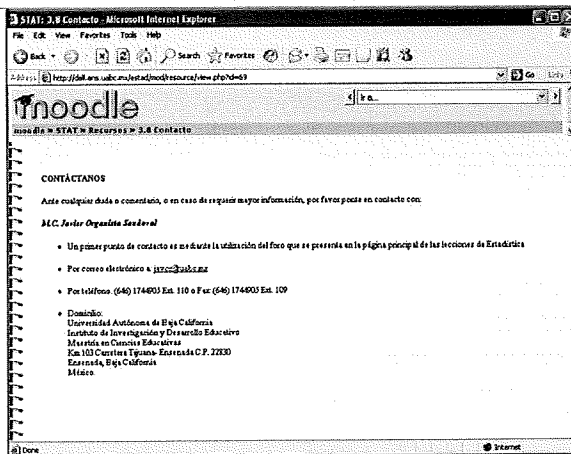 STAT: 3.8 Contacto - Microsoft Internet Explorer
File Edit View Favorites Tools Help
Back Search Favorites
Address http://dell.ens.uabc.mx/estad/mod/resource/view.php?id=69 Go Links
moodle Ir a...
moodle » STAT » Recursos » 3.8 Contacto
CONTÁCTANOS
Ante cualquier duda o comentario, o en caso de requerir mayor información, por favor ponte en contacto con:
M.C. Javier Organista Sandoval
• Un primer punto de contacto es mediante la utilización del foro que se presenta en la página principal de las lecciones de Estadística
• Por correo electrónico a:
• Por teléfono: (646) 1744905 Ext. 110 o Fax: (646) 1744905 Ext. 109
• Domicilio:
Universidad Autónoma de Baja California
Instituto de Investigación y Desarrollo Educativo
Maestría en Ciencias Educativas
Km 103 Carretera Tijuana- Ensenada C.P. 22830
Ensenada, Baja California
México.
Done Internet